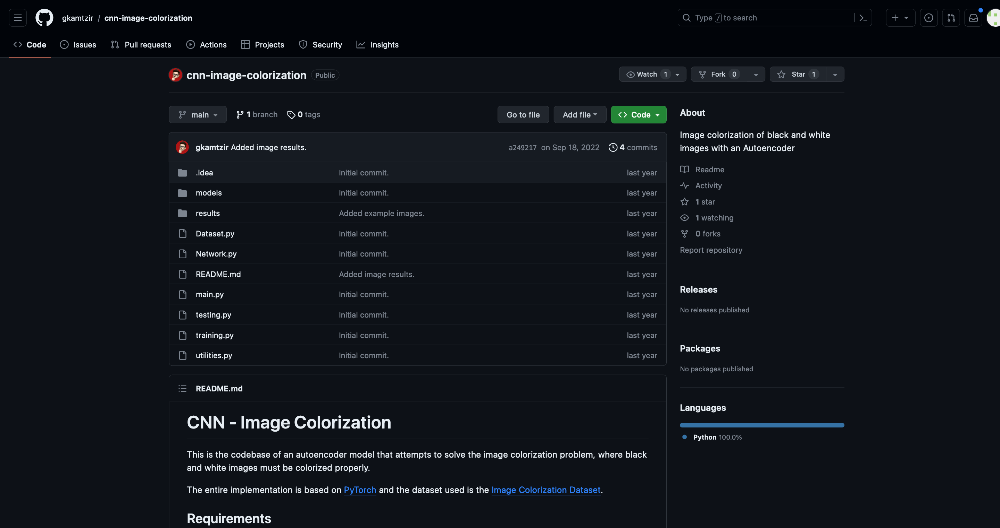 gkamtzir / cnn-image-colorization
Type / to search
Code Issues Pull requests Actions Projects Security Insights
cnn-image-colorization Public
Watch 1 Fork 0 Star 1
main 1 branch 0 tags Go to file Add file Code
gkamtzir Added image results. a249217 on Sep 18, 2022 4 commits
.idea Initial commit. last year
models Initial commit. last year
results Added example images. last year
Dataset.py Initial commit. last year
Network.py Initial commit. last year
README.md Added image results. last year
main.py Initial commit. last year
testing.py Initial commit. last year
training.py Initial commit. last year
utilities.py Initial commit. last year
README.md
CNN - Image Colorization
This is the codebase of an autoencoder model that attempts to solve the image colorization problem, where black
and white images must be colorized properly.
The entire implementation is based on PyTorch and the dataset used is the Image Colorization Dataset.
Requirements
About
Image colorization of black and white
images with an Autoencoder
Readme
Activity
1 star
1 watching
0 forks
Report repository
Releases
No releases published
Packages
No packages published
Languages
Python 100.0%